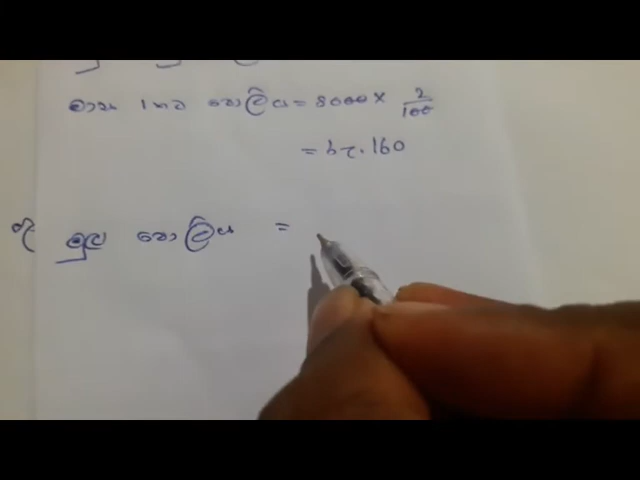 මාස 1කට පොලිය = 8000 × 2/100
= රු. 160
මුලු පොලිය =